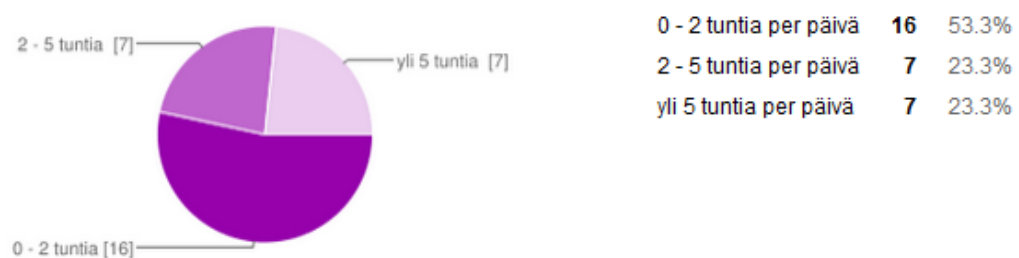 2 - 5 tuntia [7]
yli 5 tuntia [7]
0 - 2 tuntia [16]
0 - 2 tuntia per päivä 16 53.3%
2 - 5 tuntia per päivä 7 23.3%
yli 5 tuntia per päivä 7 23.3%